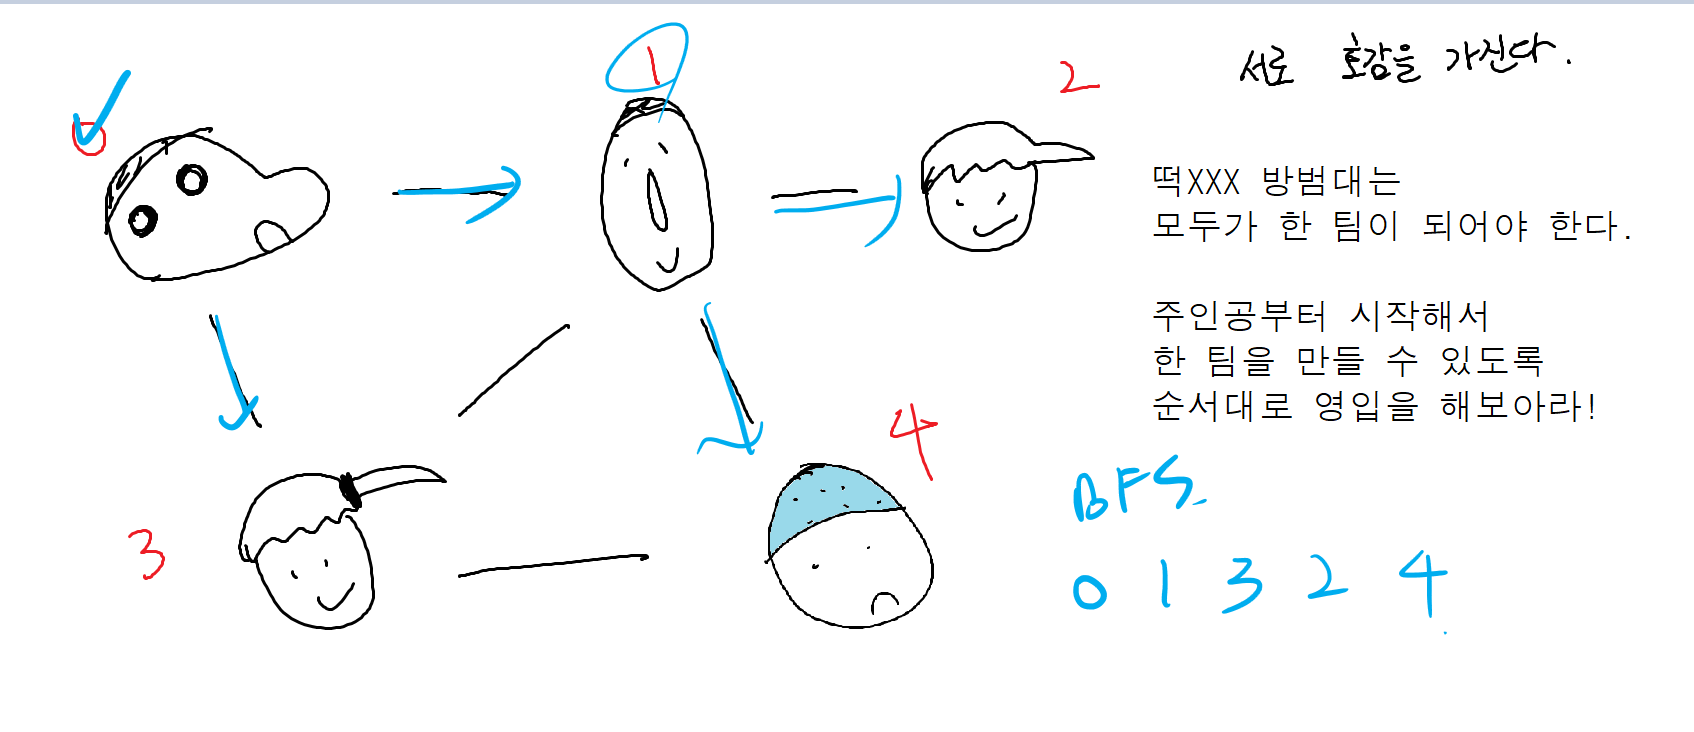 서로 호감을 가진다.
1
2
0
떡XXX 방범대는
모두가 한 팀이 되어야 한다.
주인공부터 시작해서
한 팀을 만들 수 있도록
순서대로 영입을 해보아라!
4
3
BFS.
0 1 3 2 4